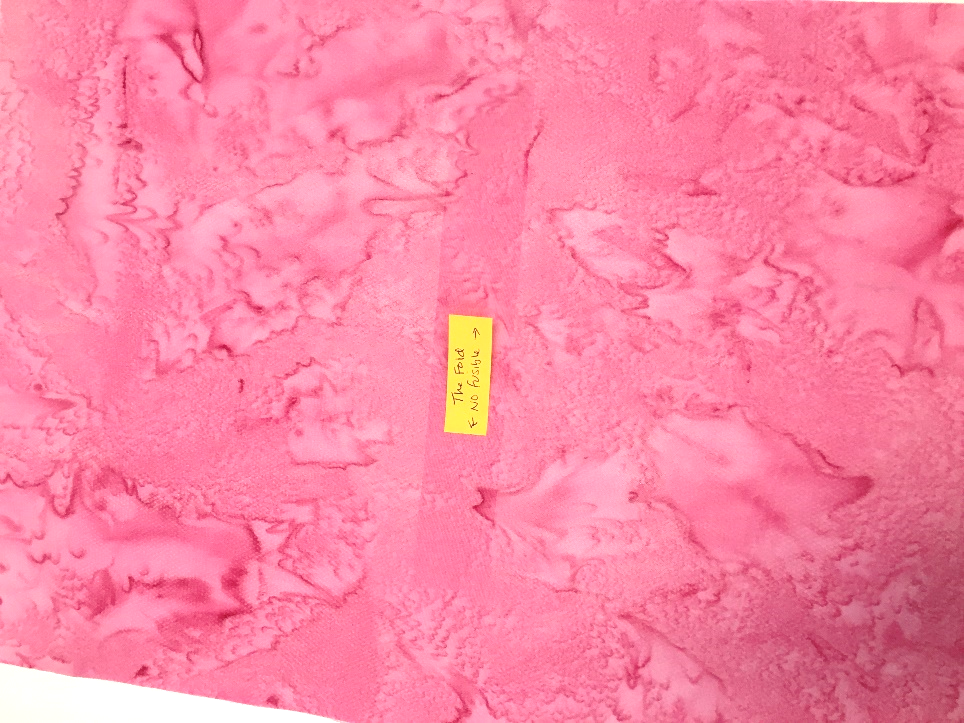 The Fold
← No fusible →